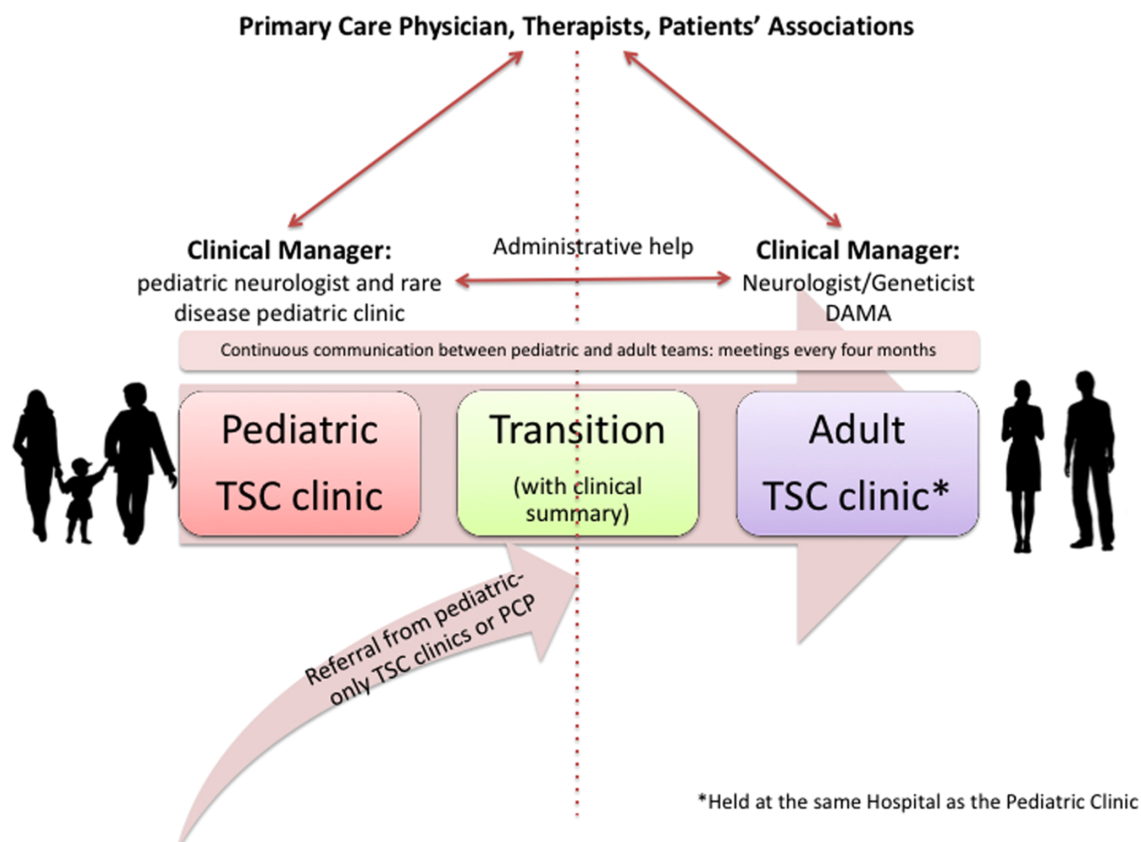 Primary Care Physician, Therapists, Patients’ Associations
Clinical Manager:
pediatric neurologist and rare
disease pediatric clinic
Administrative help
Clinical Manager:
Neurologist/Geneticist
DAMA
Continuous communication between pediatric and adult teams: meetings every four months
Pediatric
TSC clinic
Transition
(with clinical
summary)
Adult
TSC clinic*
Referral from pediatric-
only TSC clinics or PCP
*Held at the same Hospital as the Pediatric Clinic